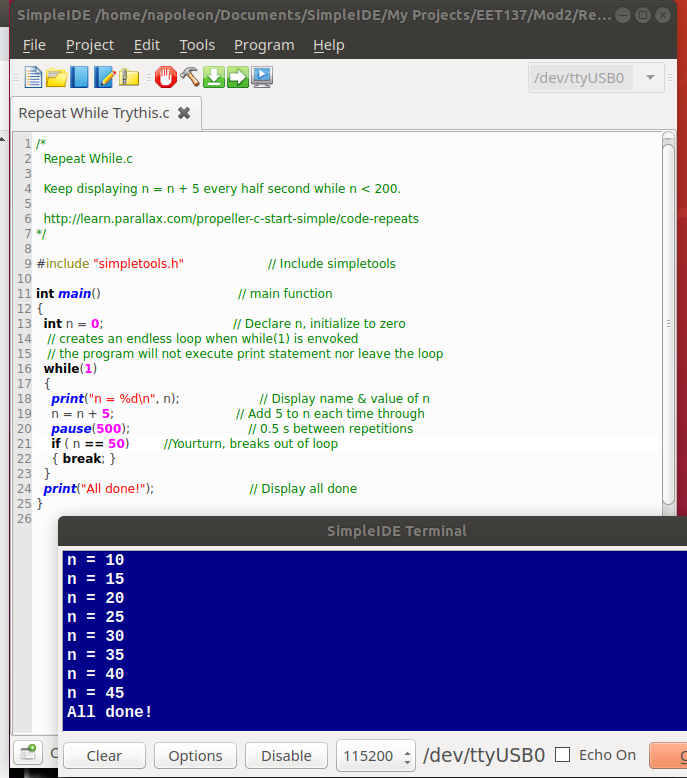 SimpleIDE /home/napoleon/Documents/SimpleIDE/My Projects/EET137/Mod2/Re...
File Project Edit Tools Program Help
/dev/ttyUSB0
Repeat While Trythis.c
1 /*
2 Repeat While.c
3
4 Keep displaying n = n + 5 every half second while n < 200.
5
6 http://learn.parallax.com/propeller-c-start-simple/code-repeats
7 */
8
9 #include "simpletools.h" // Include simpletools
10
11 int main() // main function
12 {
13 int n = 0; // Declare n, initialize to zero
14 // creates an endless loop when while(1) is envoked
15 // the program will not execute print statement nor leave the loop
16 while(1)
17 {
18 print("n = %d\n", n); // Display name & value of n
19 n = n + 5; // Add 5 to n each time through
20 pause(500); // 0.5 s between repetitions
21 if ( n == 50) //Yourturn, breaks out of loop
22 { break; }
23 }
24 print("All done!"); // Display all done
25 }
26
SimpleIDE Terminal
n = 10
n = 15
n = 20
n = 25
n = 30
n = 35
n = 40
n = 45
All done!
Clear Options Disable 115200 /dev/ttyUSB0 Echo On